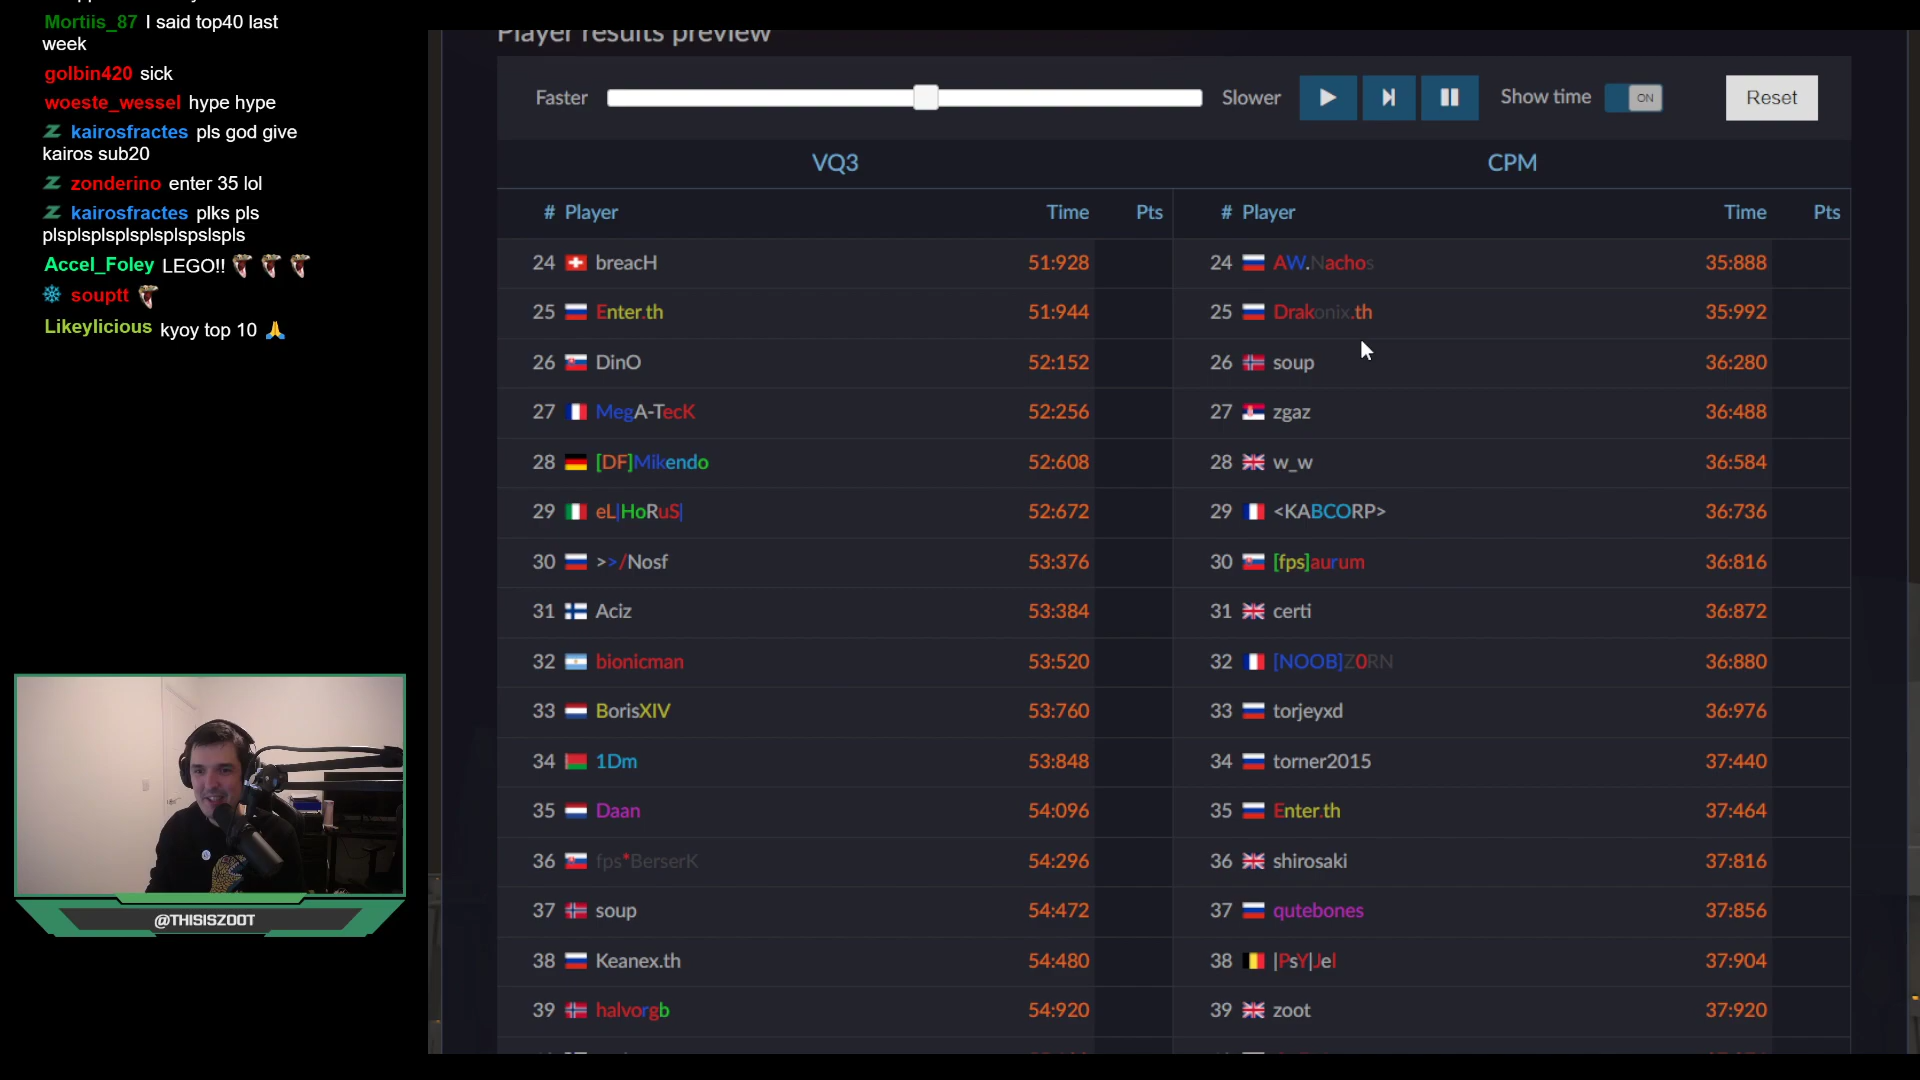 Mortiis_87 I said top40 last
week
golbin420 sick
woeste_wessel hype hype
kairosfractes pls god give
kairos sub20
zonderino enter 35 lol
kairosfractes plks pls
plsplsplsplsplsplspslspls
Accel_Foley LEGO!!
souptt
Likeylicious kyoy top 10
@THISISZOOT
Player results preview
Faster
Slower
Show time
ON
Reset
VQ3
CPM
# Player Time Pts
# Player Time Pts
24 breacH 51:928
24 AW.Nachos 35:888
25 Enter.th 51:944
25 Drakonix.th 35:992
26 DinO 52:152
26 soup 36:280
27 MegA-TecK 52:256
27 zgaz 36:488
28 [DF]Mikendo 52:608
28 w_w 36:584
29 eL|HoRuS| 52:672
29 <KABCORP> 36:736
30 >>/Nosf 53:376
30 [fps]aurum 36:816
31 Aciz 53:384
31 certi 36:872
32 bionicman 53:520
32 [NOOB]Z0RN 36:880
33 BorisXIV 53:760
33 torjeyxd 36:976
34 1Dm 53:848
34 torner2015 37:440
35 Daan 54:096
35 Enter.th 37:464
36 fps*BerserK 54:296
36 shirosaki 37:816
37 soup 54:472
37 qutebones 37:856
38 Keanex.th 54:480
38 |PsY|Jel 37:904
39 halvorgb 54:920
39 zoot 37:920